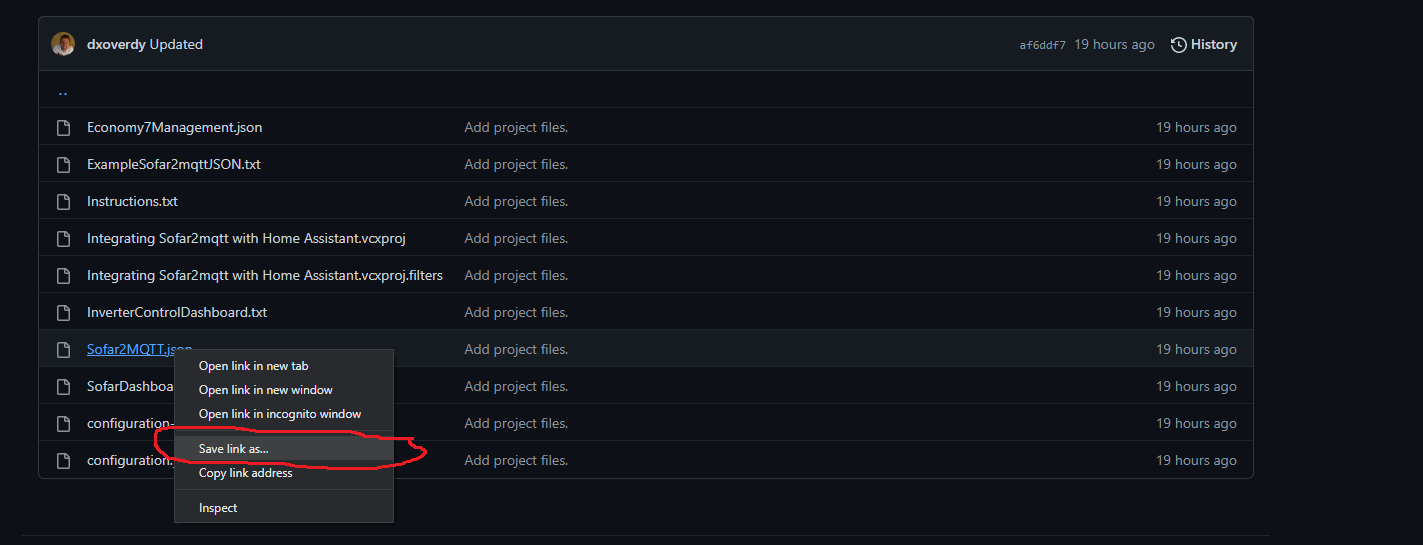 dxoverdy Updated af6ddf7 19 hours ago History
..
Economy7Management.json Add project files. 19 hours ago
ExampleSofar2mqttJSON.txt Add project files. 19 hours ago
Instructions.txt Add project files. 19 hours ago
Integrating Sofar2mqtt with Home Assistant.vcxproj Add project files. 19 hours ago
Integrating Sofar2mqtt with Home Assistant.vcxproj.filters Add project files. 19 hours ago
InverterControlDashboard.txt Add project files. 19 hours ago
Sofar2MQTT.json Add project files. 19 hours ago
Open link in new tab
SofarDashboa Add project files. 19 hours ago
Open link in new window
Open link in incognito window
configuration- Add project files. 19 hours ago
Save link as...
configuration. Add project files. 19 hours ago
Copy link address
Inspect